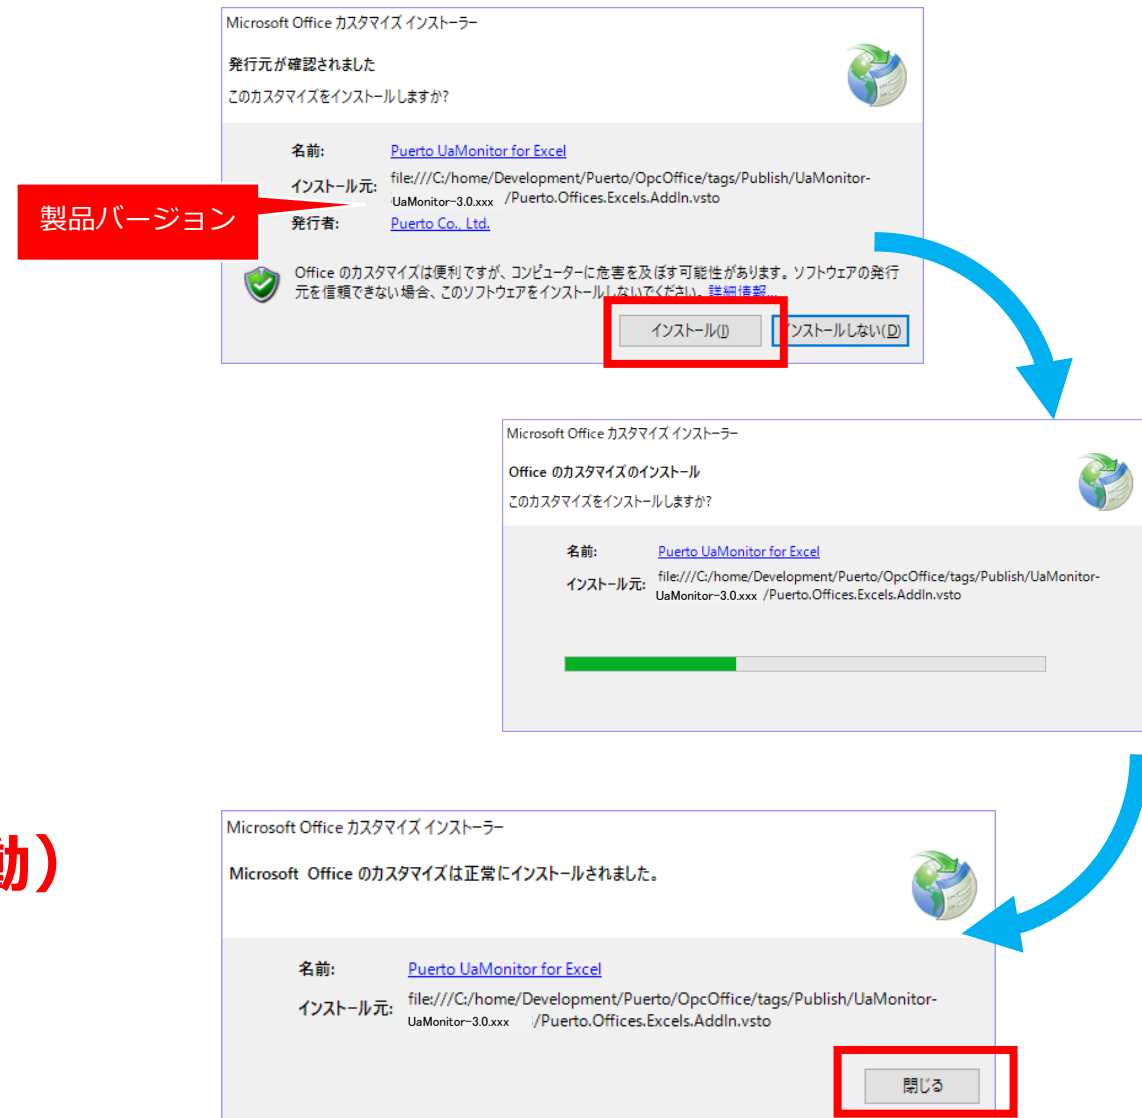 Microsoft Office カスタマイズ インストーラー
発行元が確認されました
このカスタマイズをインストールしますか?
名前: Puerto UaMonitor for Excel
インストール元: file:///C:/home/Development/Puerto/OpcOffice/tags/Publish/UaMonitor-
UaMonitor-3.0.xxx /Puerto.Offices.Excels.AddIn.vsto
製品バージョン
発行者: Puerto Co., Ltd.
Office のカスタマイズは便利ですが、コンピューターに危害を及ぼす可能性があります。ソフトウェアの発行
元を信頼できない場合、このソフトウェアをインストールしないでください。詳細情報...
インストール(I) インストールしない(D)
Microsoft Office カスタマイズ インストーラー
Office のカスタマイズのインストール
このカスタマイズをインストールしますか?
名前: Puerto UaMonitor for Excel
インストール元: file:///C:/home/Development/Puerto/OpcOffice/tags/Publish/UaMonitor-
UaMonitor-3.0.xxx /Puerto.Offices.Excels.AddIn.vsto
動)
Microsoft Office カスタマイズ インストーラー
Microsoft Office のカスタマイズは正常にインストールされました。
名前: Puerto UaMonitor for Excel
インストール元: file:///C:/home/Development/Puerto/OpcOffice/tags/Publish/UaMonitor-
UaMonitor-3.0.xxx /Puerto.Offices.Excels.AddIn.vsto
閉じる